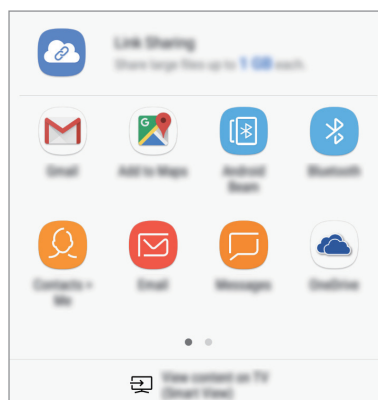 Link Sharing
Share large files up to 1 GB each.
G
Gmail
Add to Maps
Android
Beam
Bluetooth
Contacts >
Me
Email
Messages
OneDrive
View content on TV
(Smart View)